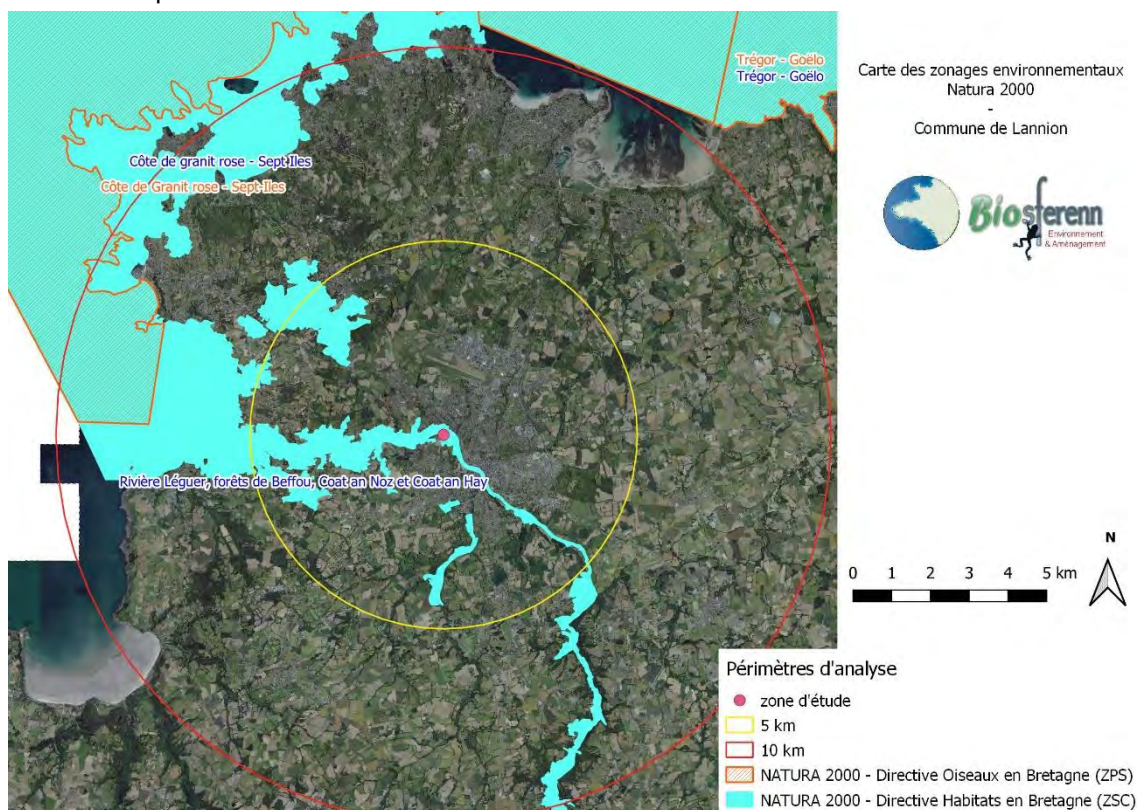 Trégor - Goëlo
Trégor - Goëlo
Côte de granit rose - Sept Iles
Côte de Granit rose - Sept-Iles
Rivière Léguer, forêts de Beffou, Coat an Noz et Coat an Hay
Carte des zonages environnementaux
Natura 2000
-
Commune de Lannion
Biosferenn
Environnement
& Aménagement
N
0 1 2 3 4 5 km
Périmètres d'analyse
zone d'étude
5 km
10 km
NATURA 2000 - Directive Oiseaux en Bretagne (ZPS)
NATURA 2000 - Directive Habitats en Bretagne (ZSC)